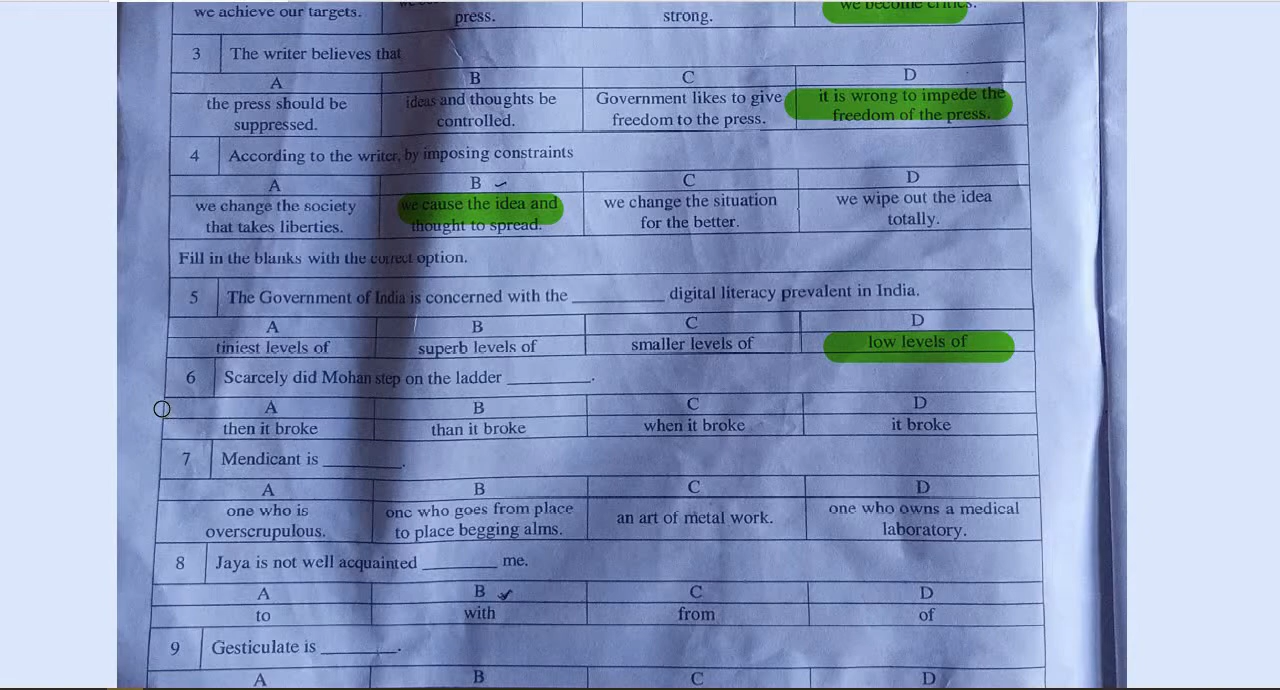 we achieve our targets. press. strong. we become critics.
3 The writer believes that
A B C D
the press should be suppressed. ideas and thoughts be controlled. Government likes to give freedom to the press. it is wrong to impede the freedom of the press.
4 According to the writer, by imposing constraints
A B C D
we change the society that takes liberties. we cause the idea and thought to spread. we change the situation for the better. we wipe out the idea totally.
Fill in the blanks with the correct option.
5 The Government of India is concerned with the ________ digital literacy prevalent in India.
A B C D
tiniest levels of superb levels of smaller levels of low levels of
6 Scarcely did Mohan step on the ladder ________.
A B C D
then it broke than it broke when it broke it broke
7 Mendicant is ________.
A B C D
one who is overscrupulous. one who goes from place to place begging alms. an art of metal work. one who owns a medical laboratory.
8 Jaya is not well acquainted ________ me.
A B C D
to with from of
9 Gesticulate is ________.
A B C D